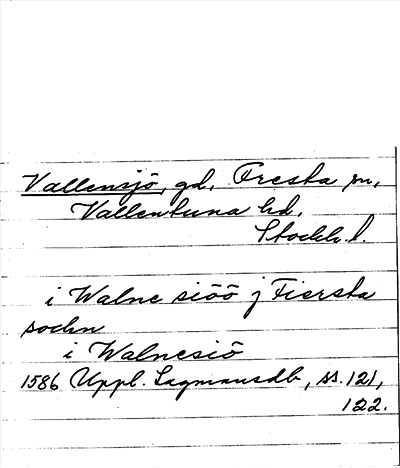 Vallensjö, gd, Fresta sn,
Vallentuna hd,
Stockh. l.
i Walne siöö j Fiersta
sochn
i Walnesiö
1586 Uppl. Lagmansdb, ss. 121,
122.